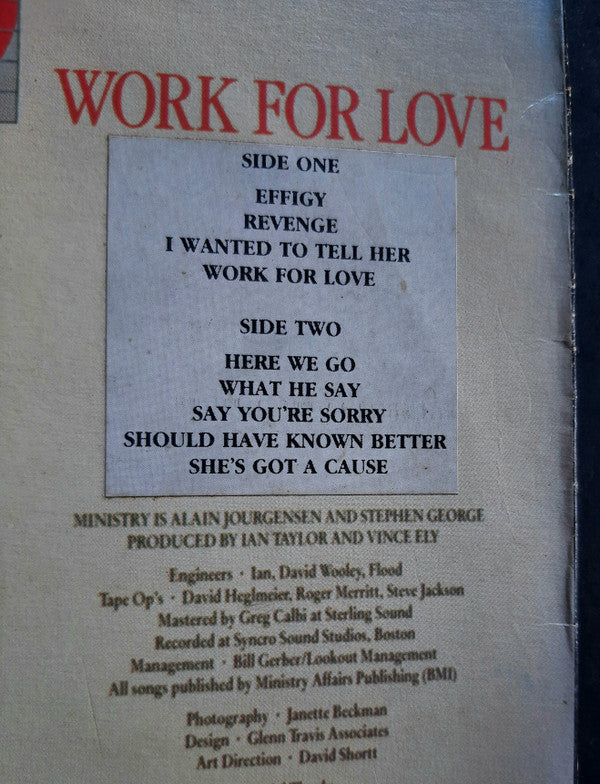 WORK FOR LOVE
SIDE ONE
EFFIGY
REVENGE
I WANTED TO TELL HER
WORK FOR LOVE
SIDE TWO
HERE WE GO
WHAT HE SAY
SAY YOU'RE SORRY
SHOULD HAVE KNOWN BETTER
SHE'S GOT A CAUSE
MINISTRY IS ALAIN JOURGENSEN AND STEPHEN GEORGE
PRODUCED BY IAN TAYLOR AND VINCE ELY
Engineers · Ian, David Wooley, Flood
Tape Op's · David Heglmeier, Roger Merritt, Steve Jackson
Mastered by Greg Calbi at Sterling Sound
Recorded at Syncro Sound Studios, Boston
Management · Bill Gerber/Lookout Management
All songs published by Ministry Affairs Publishing (BMI)
Photography · Janette Beckman
Design · Glenn Travis Associates
Art Direction · David Shortt